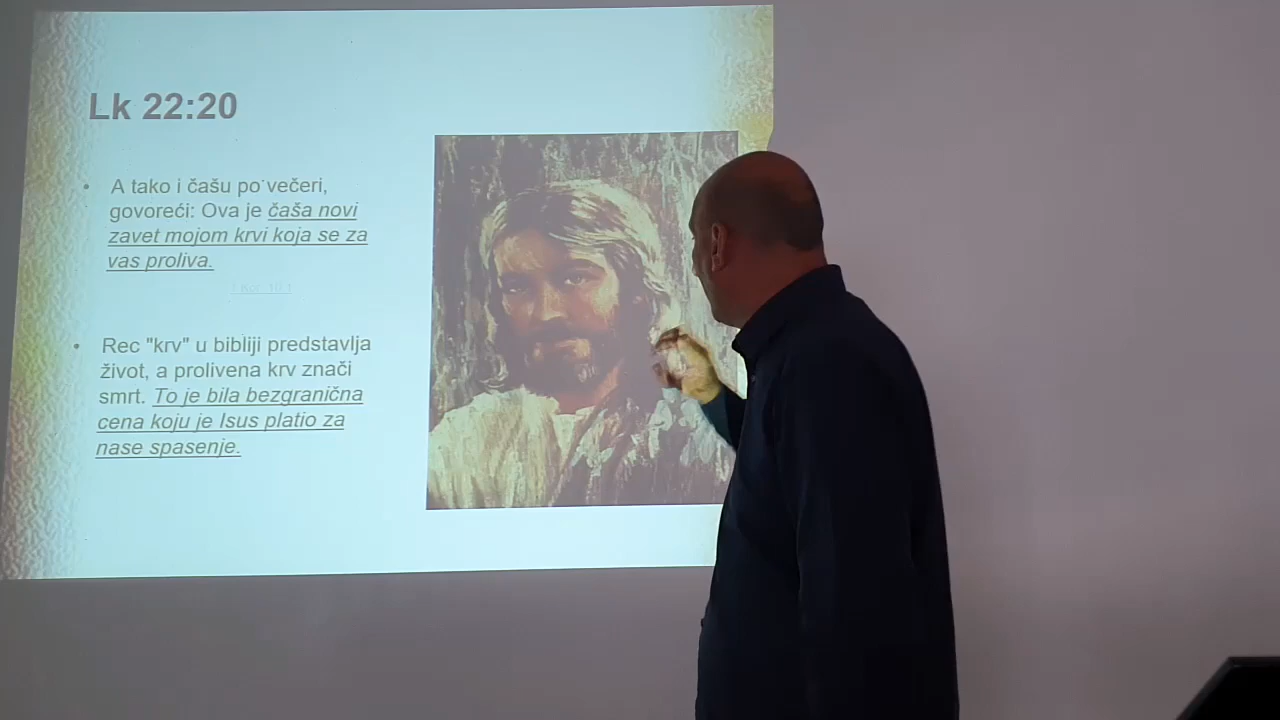 Lk 22:20
• A tako i čašu po večeri,
govoreći: Ova je čaša novi
zavet mojom krvi koja se za
vas proliva.
• Rec "krv" u bibliji predstavlja
život, a prolivena krv znači
smrt. To je bila bezgranična
cena koju je Isus platio za
nase spasenje.